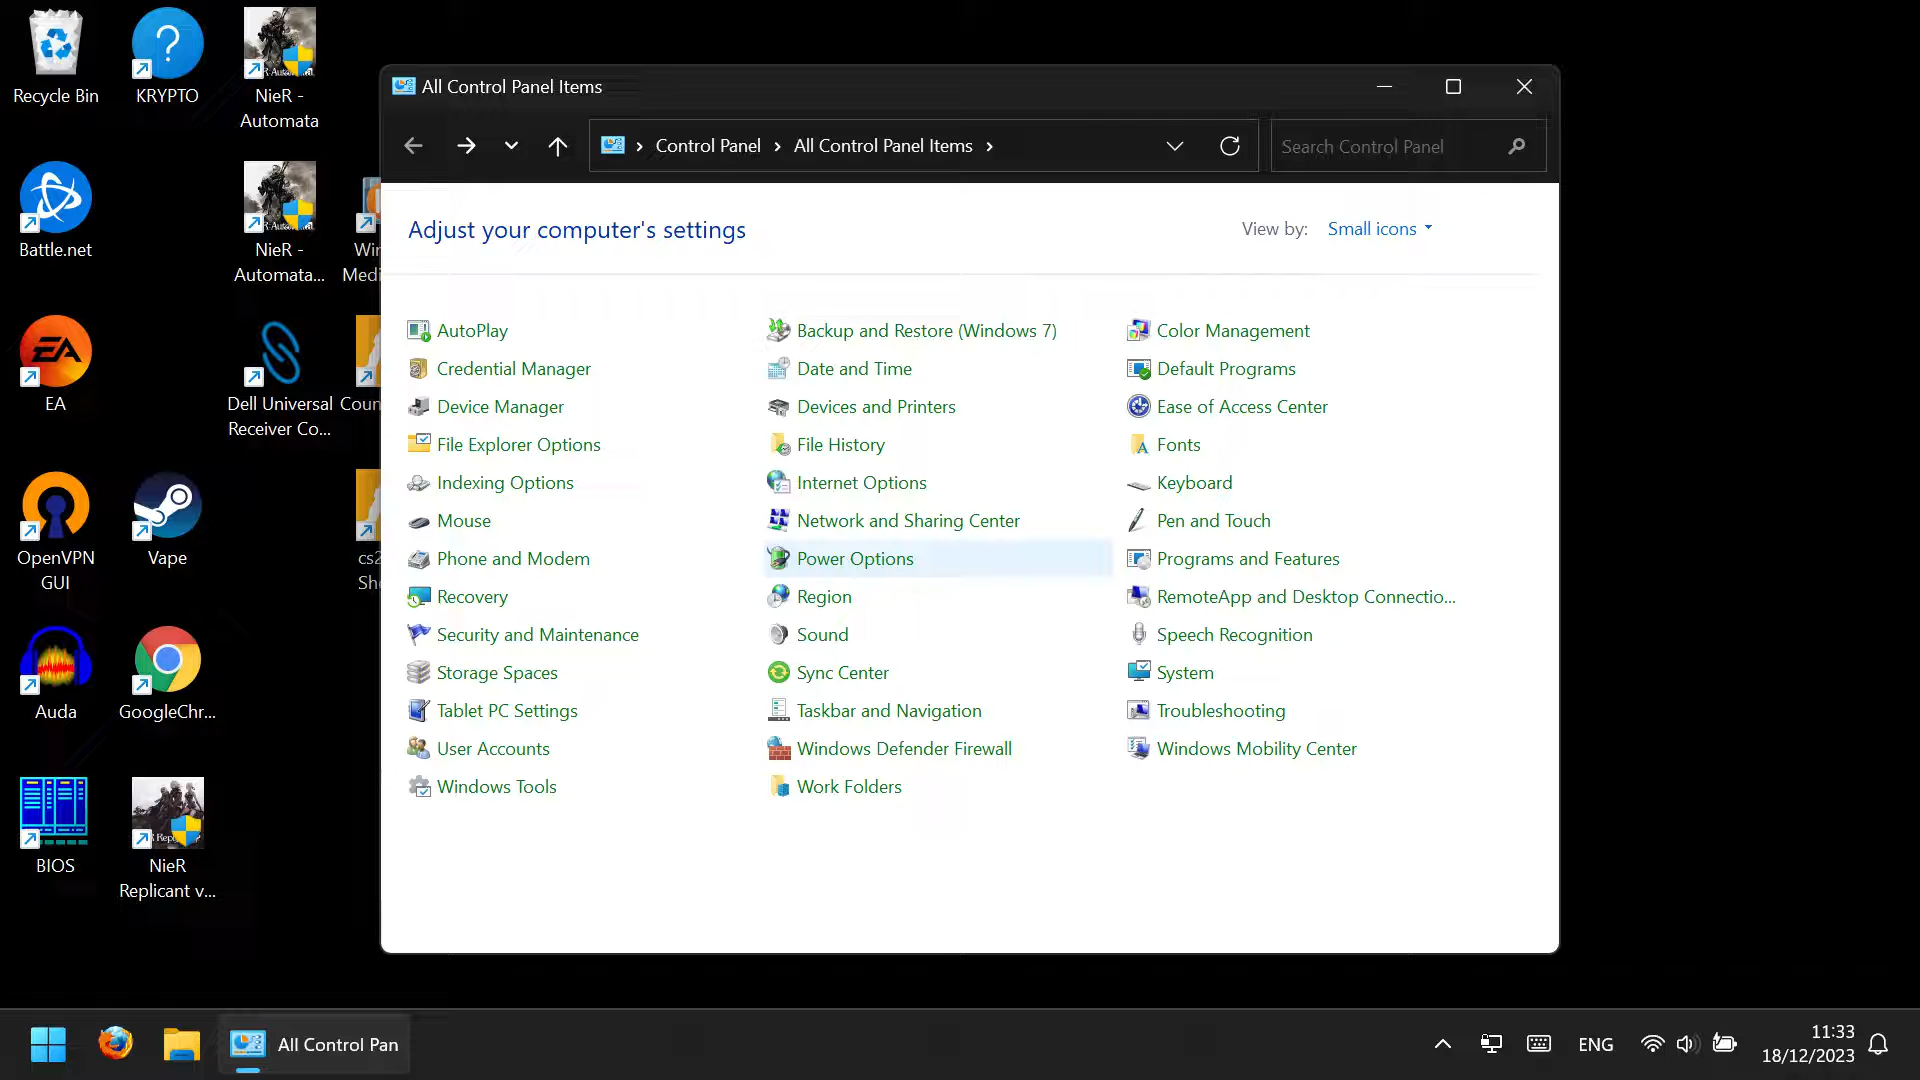 Recycle Bin
KRYPTO
NieR -
Automata
Battle.net
NieR -
Automata...
EA
Dell Universal
Receiver Co...
OpenVPN
GUI
Vape
cs2
Auda
GoogleChr...
BIOS
NieR
Replicant v...
All Control Panel Items
Control Panel
All Control Panel Items
Search Control Panel
Adjust your computer's settings
View by: Small icons
AutoPlay
Backup and Restore (Windows 7)
Color Management
Credential Manager
Date and Time
Default Programs
Device Manager
Devices and Printers
Ease of Access Center
File Explorer Options
File History
Fonts
Indexing Options
Internet Options
Keyboard
Mouse
Network and Sharing Center
Pen and Touch
Phone and Modem
Power Options
Programs and Features
Recovery
Region
RemoteApp and Desktop Connectio...
Security and Maintenance
Sound
Speech Recognition
Storage Spaces
Sync Center
System
Tablet PC Settings
Taskbar and Navigation
Troubleshooting
User Accounts
Windows Defender Firewall
Windows Mobility Center
Windows Tools
Work Folders
All Control Pan
ENG
11:33
18/12/2023